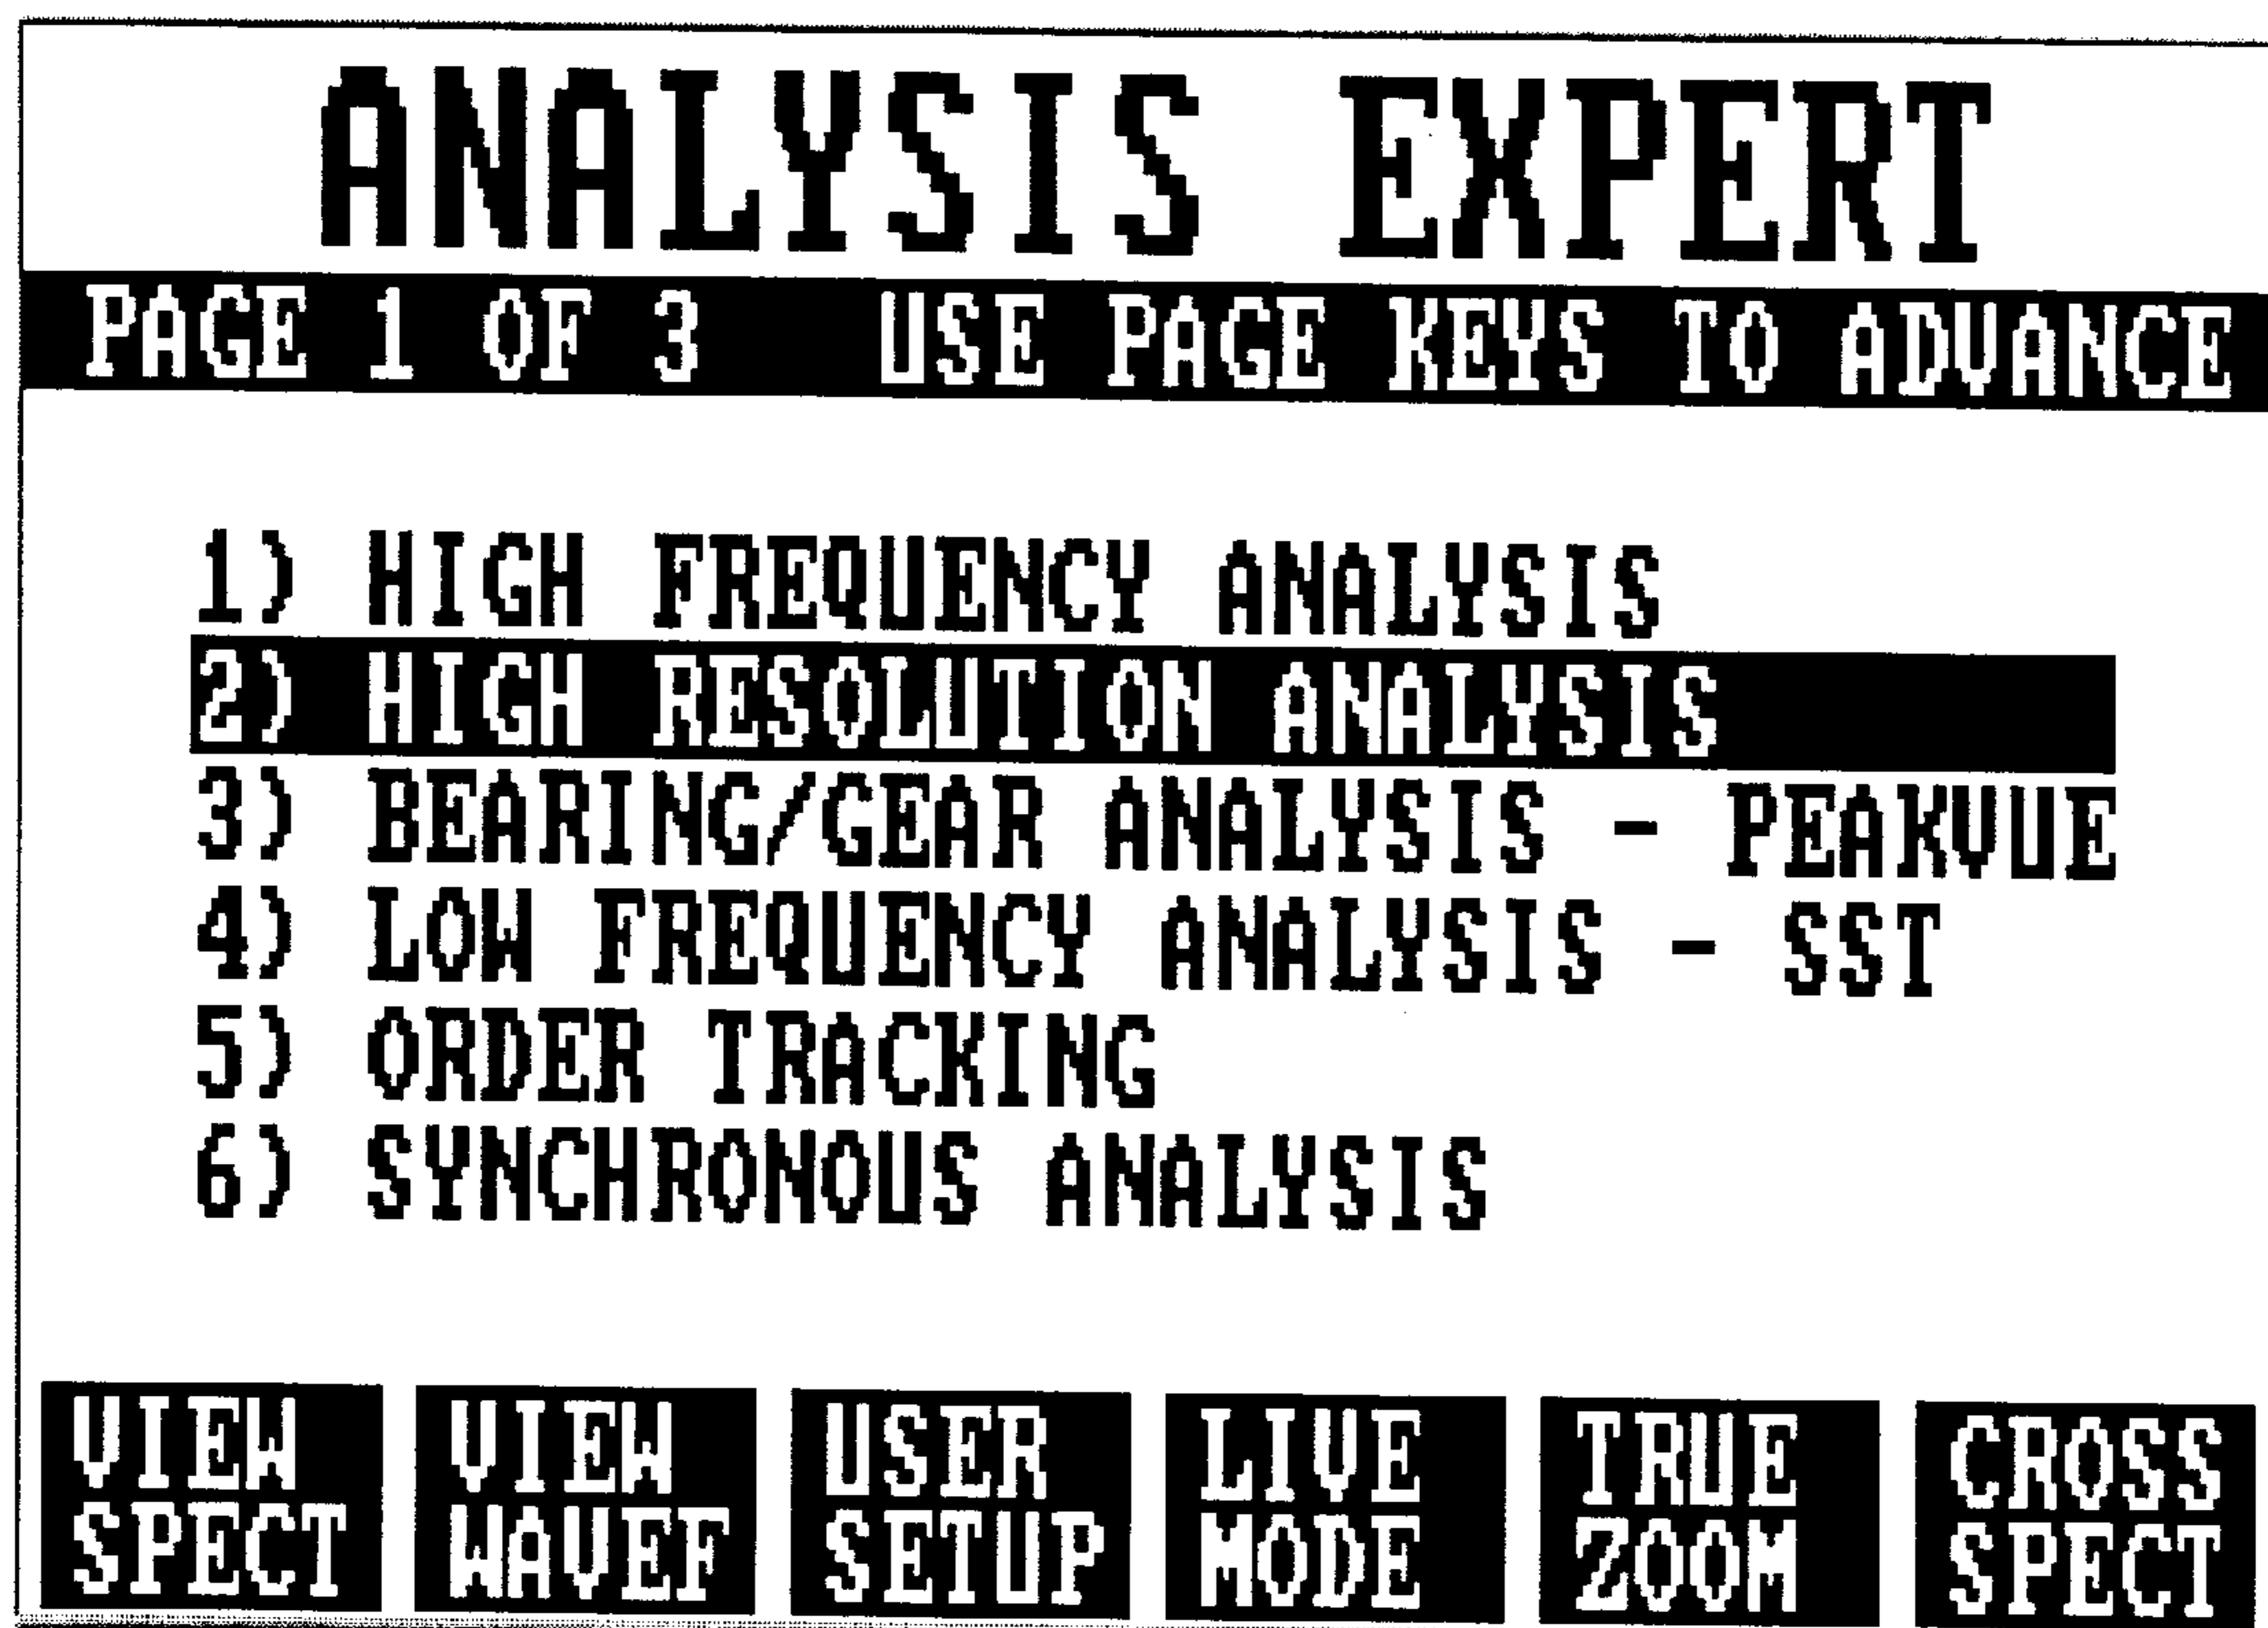 ANALYSIS EXPERT
PAGE 1 OF 3 USE PAGE KEYS TO ADVANCE
1) HIGH FREQUENCY ANALYSIS
2) HIGH RESOLUTION ANALYSIS
3) BEARING/GEAR ANALYSIS - PEAKVUE
4) LOW FREQUENCY ANALYSIS - SST
5) ORDER TRACKING
6) SYNCHRONOUS ANALYSIS
VIEW SPECT
VIEW WAVEF
USER SETUP
LIVE MODE
TRUE ZOOM
CROSS SPECT